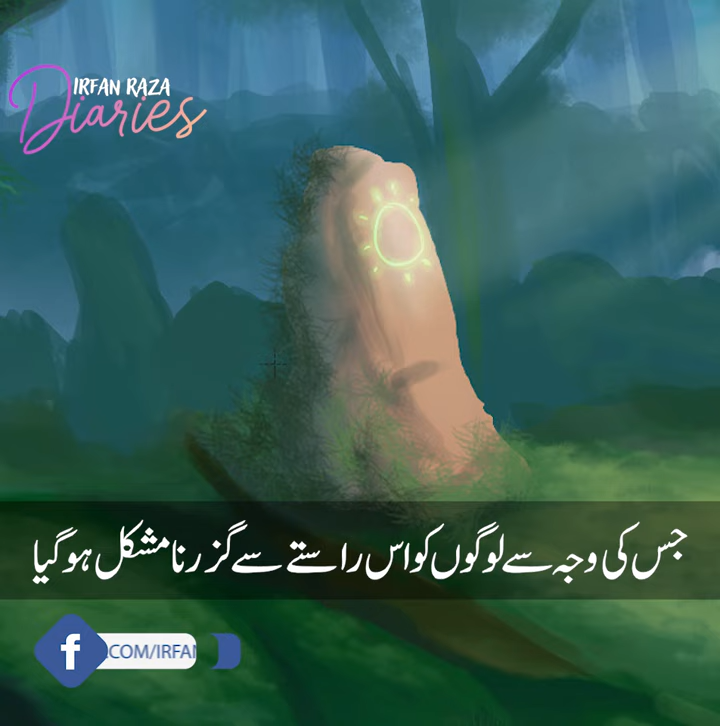 IRFAN RAZA
Diaries
جس کی وجہ سے لوگوں کو اس راستے سے گزرنا مشکل ہو گیا
f
.COM/IRFAN